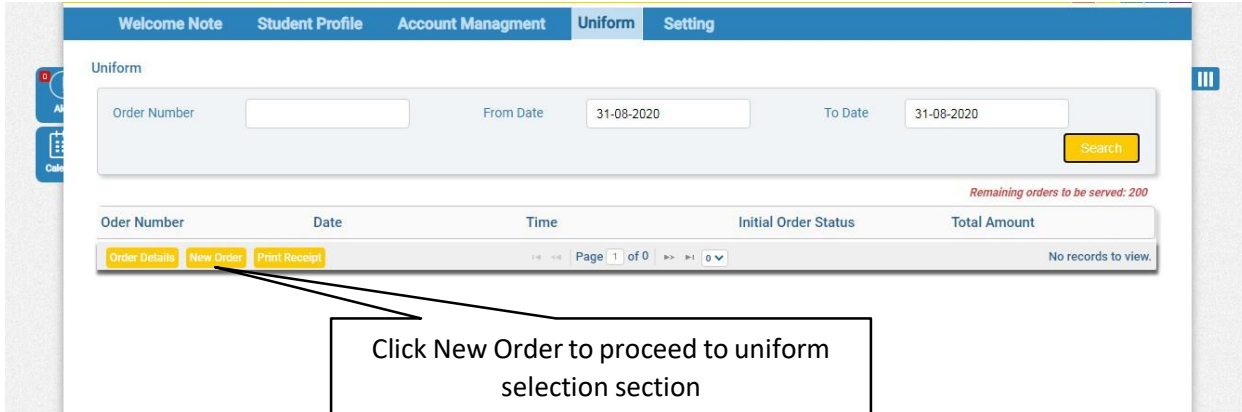 Welcome Note Student Profile Account Managment Uniform Setting
Uniform
0
Order Number From Date 31-08-2020 To Date 31-08-2020
Search
Remaining orders to be served: 200
Oder Number Date Time Initial Order Status Total Amount
Order Details New Order Print Receipt Page 1 of 0 0 No records to view.
Click New Order to proceed to uniform
selection section